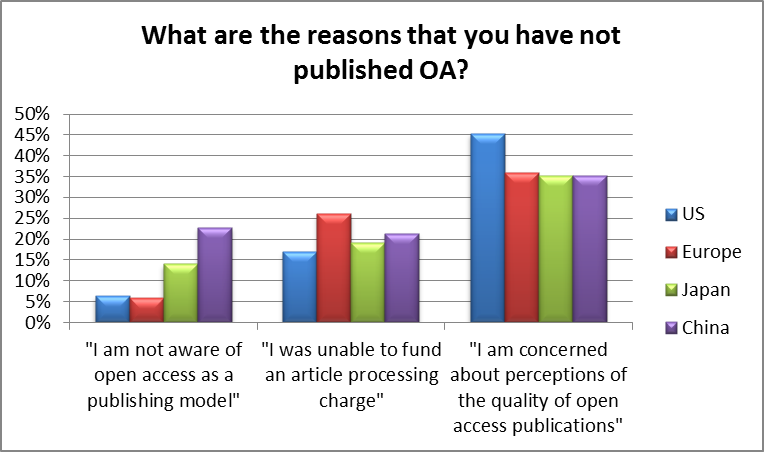 What are the reasons that you have not
published OA?
50%
45%
40%
35%
30%
25%
20%
15%
10%
5%
0%
"I am not aware of
open access as a
publishing model"
"I was unable to fund
an article processing
charge"
"I am concerned
about perceptions of
the quality of open
access publications"
US
Europe
Japan
China